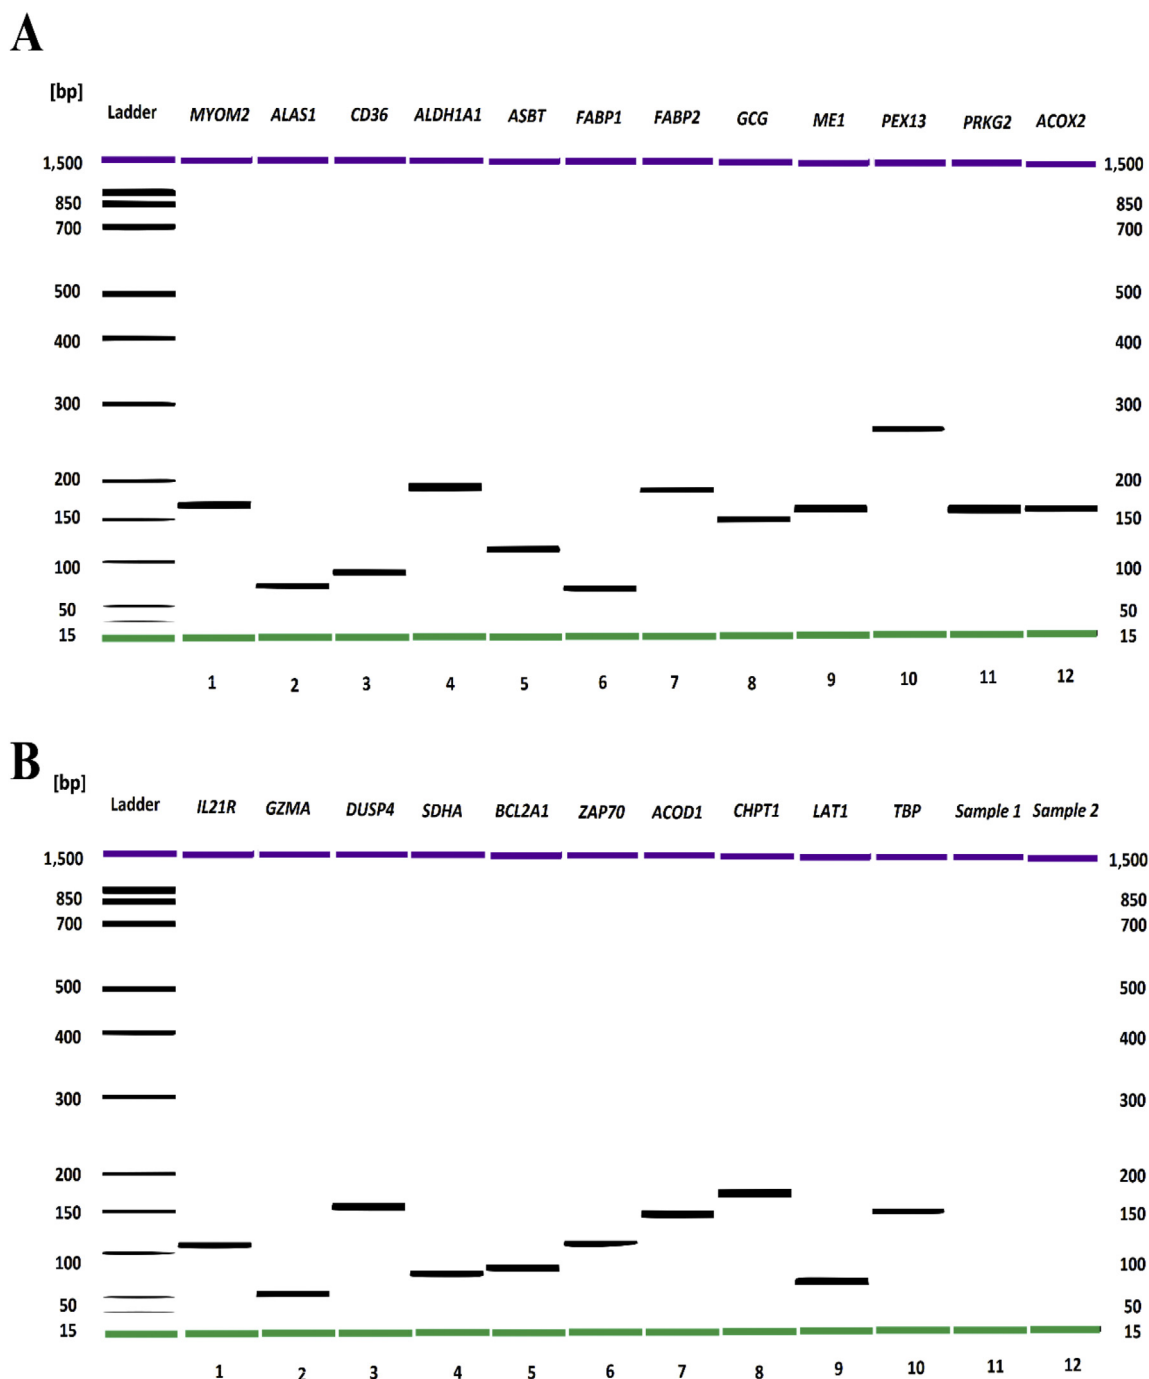 A
[bp]
Ladder MYOM2 ALAS1 CD36 ALDH1A1 ASBT FABP1 FABP2 GCG ME1 PEX13 PRKG2 ACOX2
1,500 1,500
850 850
700 700
500 500
400 400
300 300
200 200
150 150
100 100
50 50
15 15
1 2 3 4 5 6 7 8 9 10 11 12
B
[bp]
Ladder IL21R GZMA DUSP4 SDHA BCL2A1 ZAP70 ACOD1 CHPT1 LAT1 TBP Sample 1 Sample 2
1,500 1,500
850 850
700 700
500 500
400 400
300 300
200 200
150 150
100 100
50 50
15 15
1 2 3 4 5 6 7 8 9 10 11 12